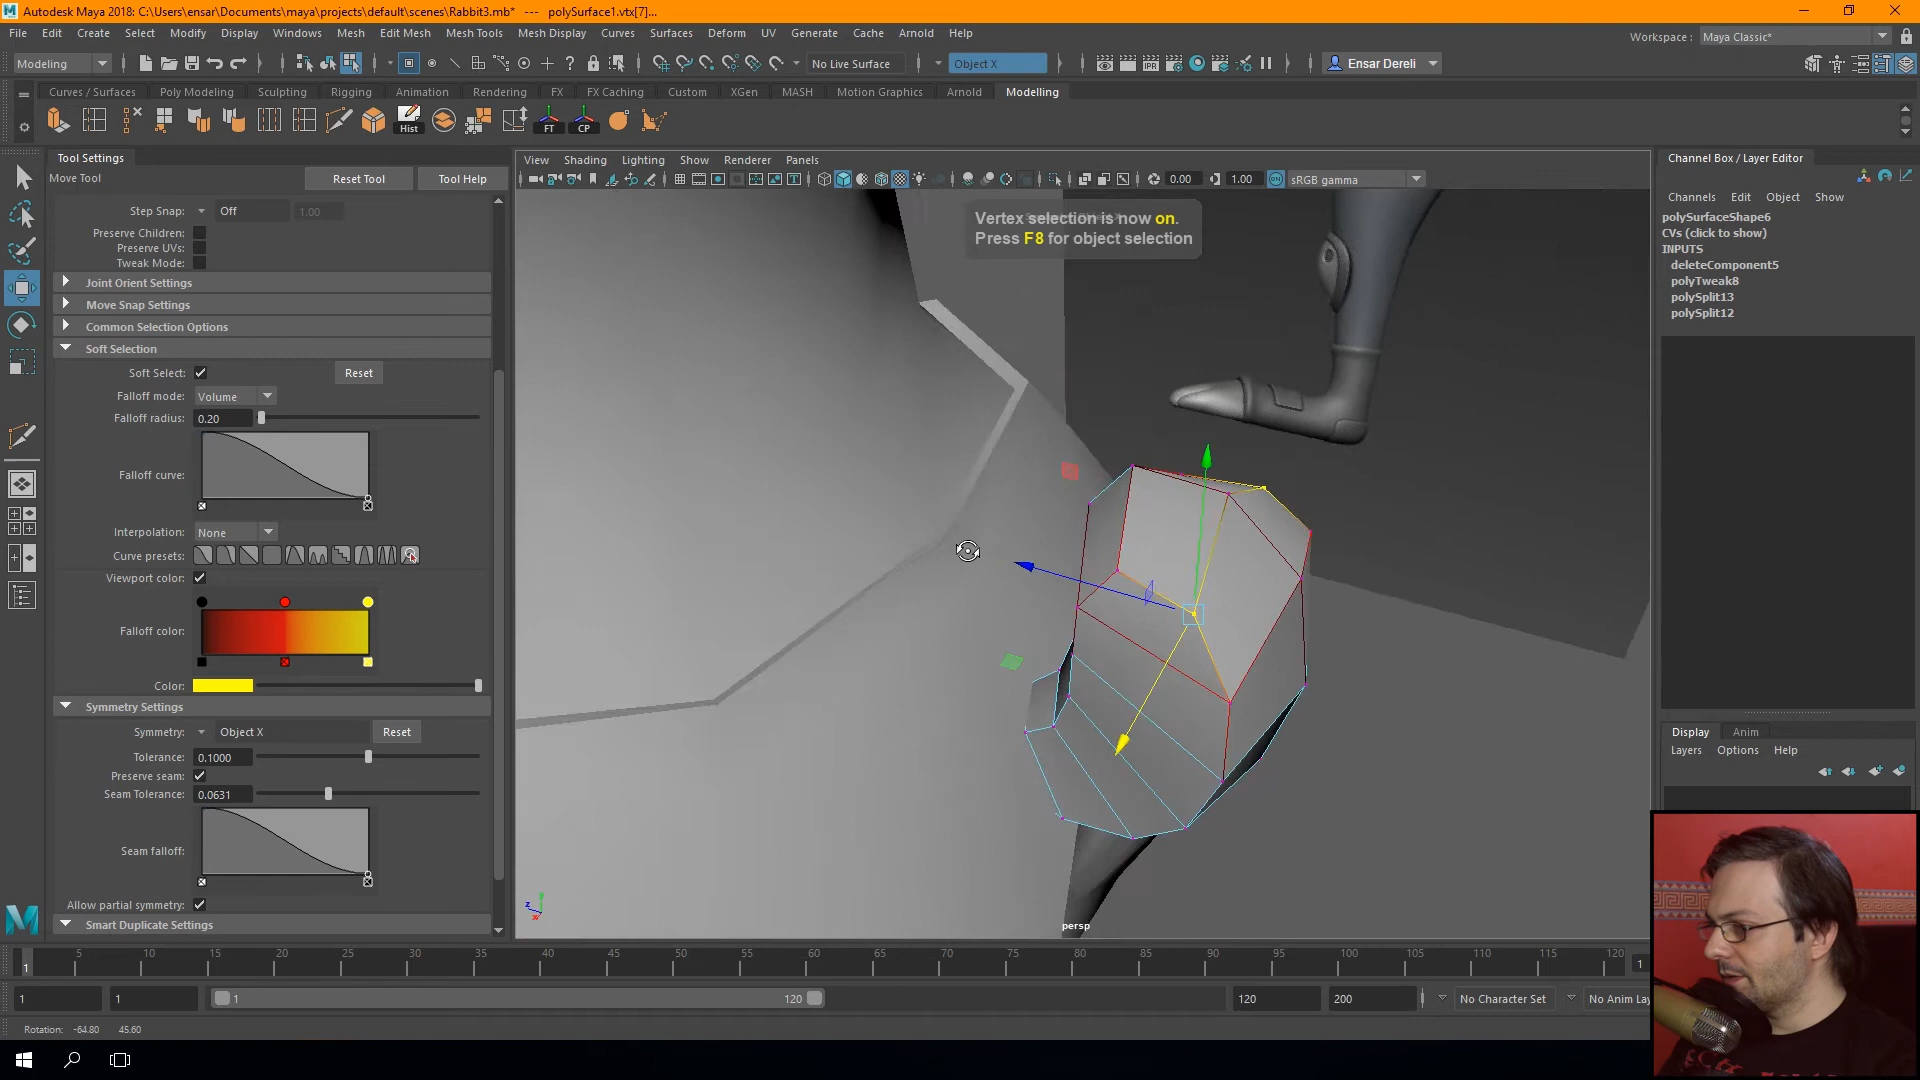 Autodesk Maya 2018: C:\Users\ensar\Documents\maya\projects\default\scenes\Rabbit3.mb* --- polySurface1.vtx[7]...
File Edit Create Select Modify Display Windows Mesh Edit Mesh Mesh Tools Mesh Display Curves Surfaces Deform UV Generate Cache Arnold Help
Workspace : Maya Classic*
Modeling No Live Surface Object X Ensar Dereli
Curves / Surfaces Poly Modeling Sculpting Rigging Animation Rendering FX FX Caching Custom XGen MASH Motion Graphics Arnold Modelling
Hist FT CP
Tool Settings
Move Tool Reset Tool Tool Help
Step Snap: Off 1.00
Preserve Children:
Preserve UVs:
Tweak Mode:
Joint Orient Settings
Move Snap Settings
Common Selection Options
Soft Selection
Soft Select: Reset
Falloff mode: Volume
Falloff radius: 0.20
Falloff curve:
Interpolation: None
Curve presets:
Viewport color:
Falloff color:
Color:
Symmetry Settings
Symmetry: Object X Reset
Tolerance: 0.1000
Preserve seam:
Seam Tolerance: 0.0631
Seam falloff:
Allow partial symmetry:
Smart Duplicate Settings
View Shading Lighting Show Renderer Panels
0.00 1.00 ON sRGB gamma
Vertex selection is now on.
Press F8 for object selection
persp
Channel Box / Layer Editor
Channels Edit Object Show
polySurfaceShape6
CVs (click to show)
INPUTS
deleteComponent5
polyTweak8
polySplit13
polySplit12
Display Anim
Layers Options Help
1 5 10 15 20 25 30 35 40 45 50 55 60 65 70 75 80 85 90 95 100 105 110 115 120 1
1 1 1 120 120 200 No Character Set No Anim Lay
Rotation: -64.80 45.60